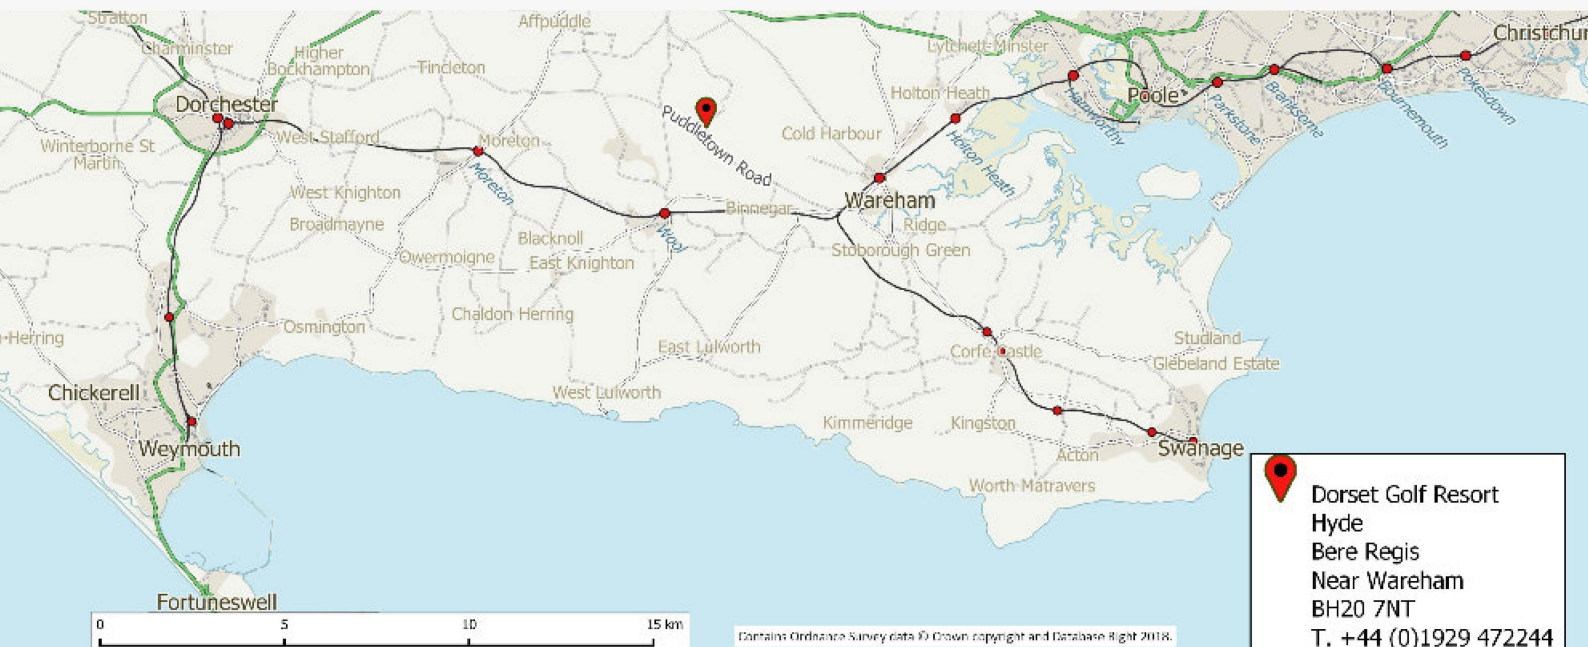 Stratton
Affpuddle
Christchur
Charminster
Higher
Bockhampton
Lytchett-Minster
Tincleton
Dorchester
Puddletown Road
Holton Heath
Poole
Hamworthy
Parkstone
Branksome
Bournemouth
Pokesdown
West Stafford
Moreton
Cold Harbour
Winterborne St
Martin
Moreton
Holton Heath
West Knighton
Wareham
Binnegar
Broadmayne
Ridge
Blacknoll
Wool
Stoborough Green
Owermoigne
East Knighton
Chaldon Herring
Osmington
-Herring
East Lulworth
Corfe Castle
Studland
Glebeland Estate
Chickerell
West Lulworth
Kimmeridge
Kingston
Weymouth
Acton
Swanage
Worth Matravers
Fortuneswell
0 5 10 15 km
Contains Ordnance Survey data © Crown copyright and Database Right 2018.
Dorset Golf Resort
Hyde
Bere Regis
Near Wareham
BH20 7NT
T. +44 (0)1929 472244